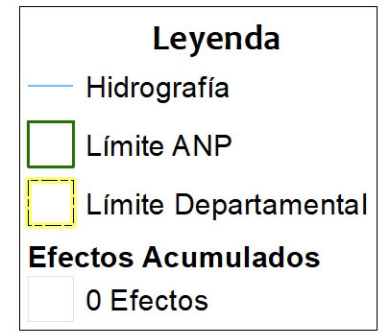 Leyenda
Hidrografía
Límite ANP
Límite Departamental
Efectos Acumulados
0 Efectos